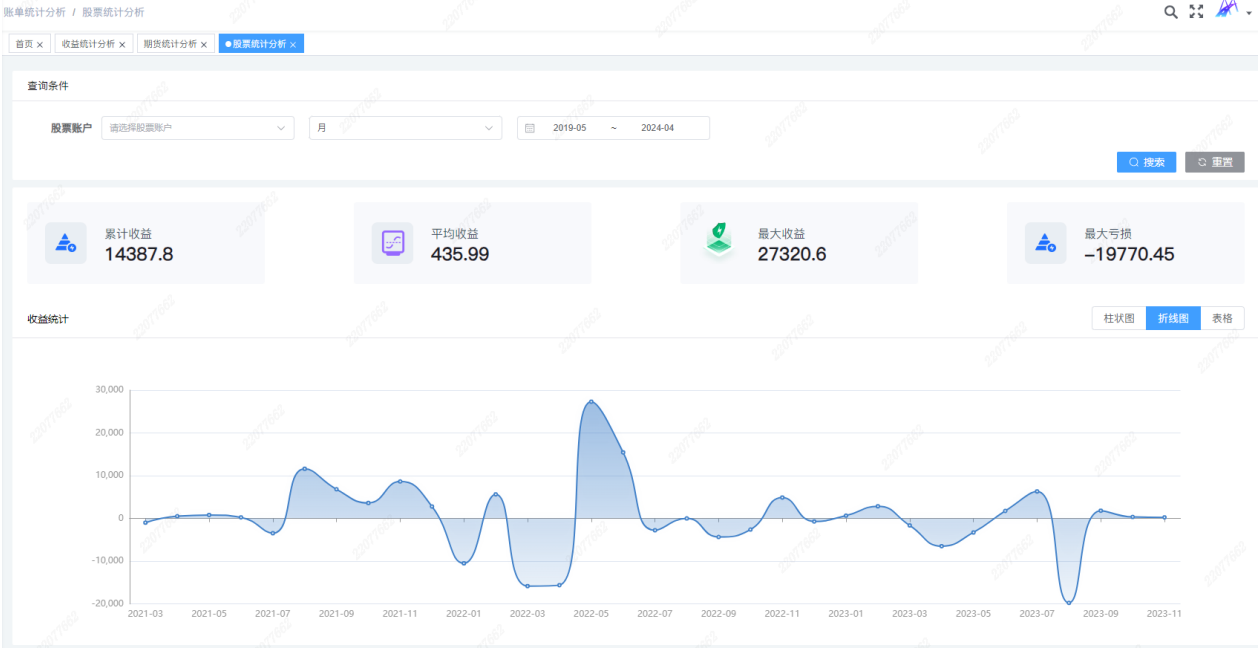 账单统计分析 / 股票统计分析
首页 × 收益统计分析 × 期货统计分析 × 股票统计分析 ×
查询条件
股票账户 请选择股票账户 月 2019-05 ~ 2024-04
搜索 重置
累计收益 平均收益 最大收益 最大亏损
14387.8 435.99 27320.6 -19770.45
收益统计 柱状图 折线图 表格
30,000
20,000
10,000
0
-10,000
-20,000
2021-03 2021-05 2021-07 2021-09 2021-11 2022-01 2022-03 2022-05 2022-07 2022-09 2022-11 2023-01 2023-03 2023-05 2023-07 2023-09 2023-11
22077662